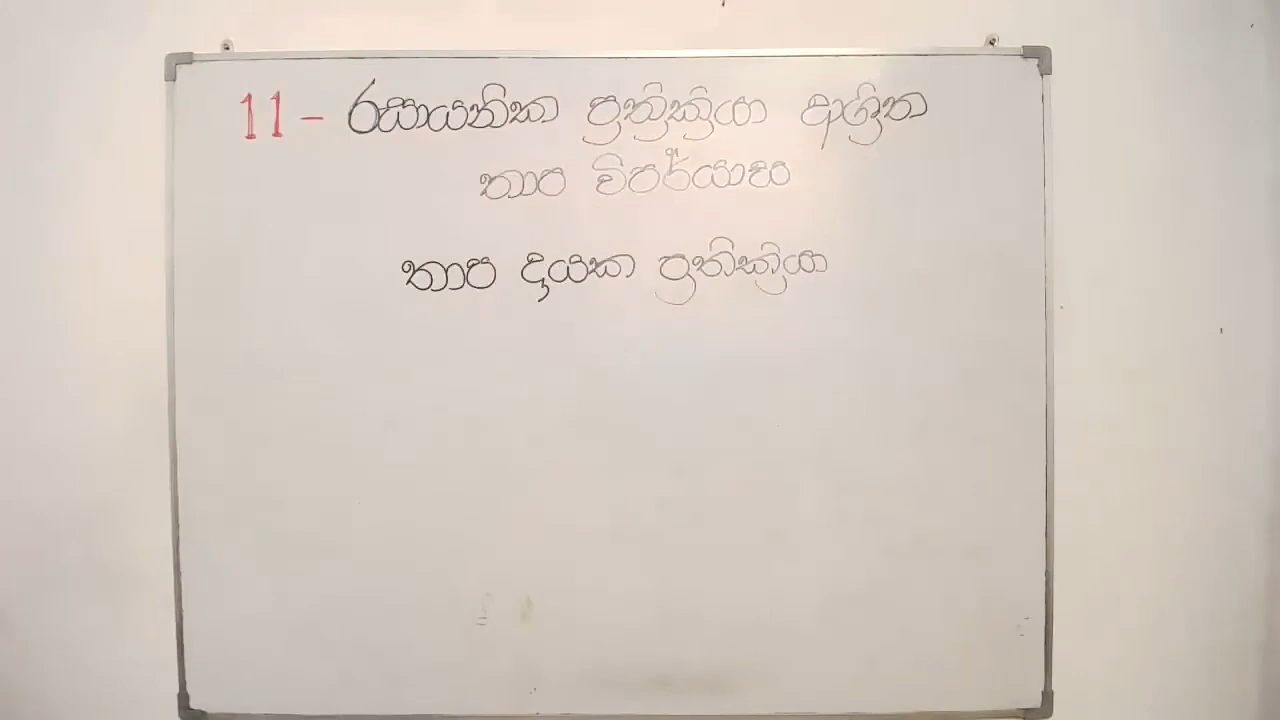 11 - රසායනික ප්‍රතික්‍රියා ආශ්‍රිත
තාප විපර්යාස
තාප දායක ප්‍රතික්‍රියා